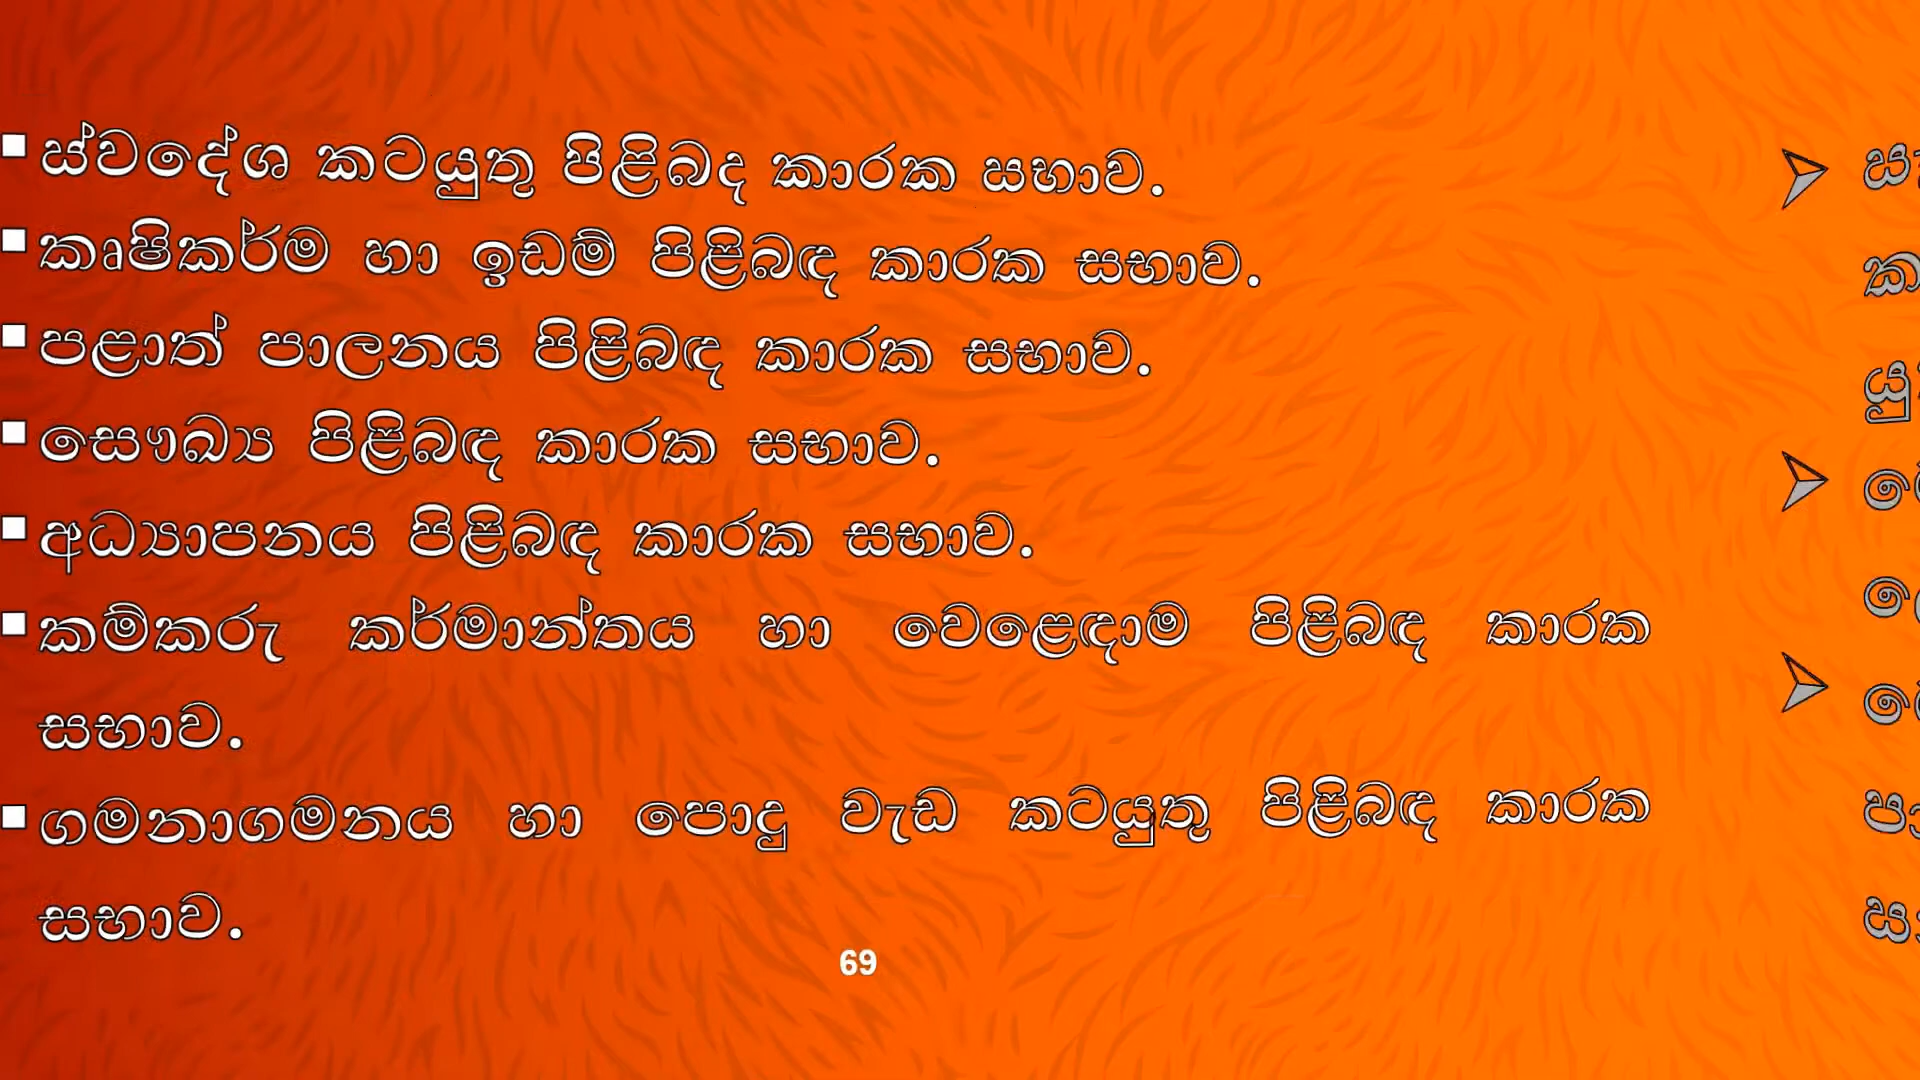 ස්වදේශ කටයුතු පිළිබද කාරක සභාව.
කෘෂිකර්ම හා ඉඩම් පිළිබඳ කාරක සභාව.
පළාත් පාලනය පිළිබඳ කාරක සභාව.
සෞඛ්‍ය පිළිබඳ කාරක සභාව.
අධ්‍යාපනය පිළිබඳ කාරක සභාව.
කම්කරු කර්මාන්තය හා වෙළෙඳාම පිළිබඳ කාරක
සභාව.
ගමනාගමනය හා පොදු වැඩ කටයුතු පිළිබඳ කාරක
සභාව.
69